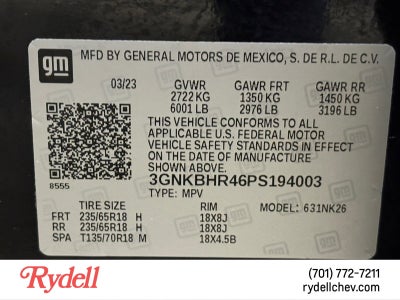 gm
MFD BY GENERAL MOTORS DE MEXICO, S. DE R.L. DE C.V.
03/23 GVWR GAWR FRT GAWR RR
2722 KG 1350 KG 1450 KG
6001 LB 2976 LB 3196 LB
THIS VEHICLE CONFORMS TO ALL
APPLICABLE U.S. FEDERAL MOTOR
VEHICLE SAFETY STANDARDS IN EFFECT
ON THE DATE OF MANUFACTURE
SHOWN ABOVE.
8555 3GNKBHR46PS194003
TYPE: MPV
TIRE SIZE RIM MODEL: 631NK26
FRT 235/65R18 H 18X8J
RR 235/65R18 H 18X8J
SPA T135/70R18 M 18X4.5B
Rydell
(701) 772-7211
rydellchev.com